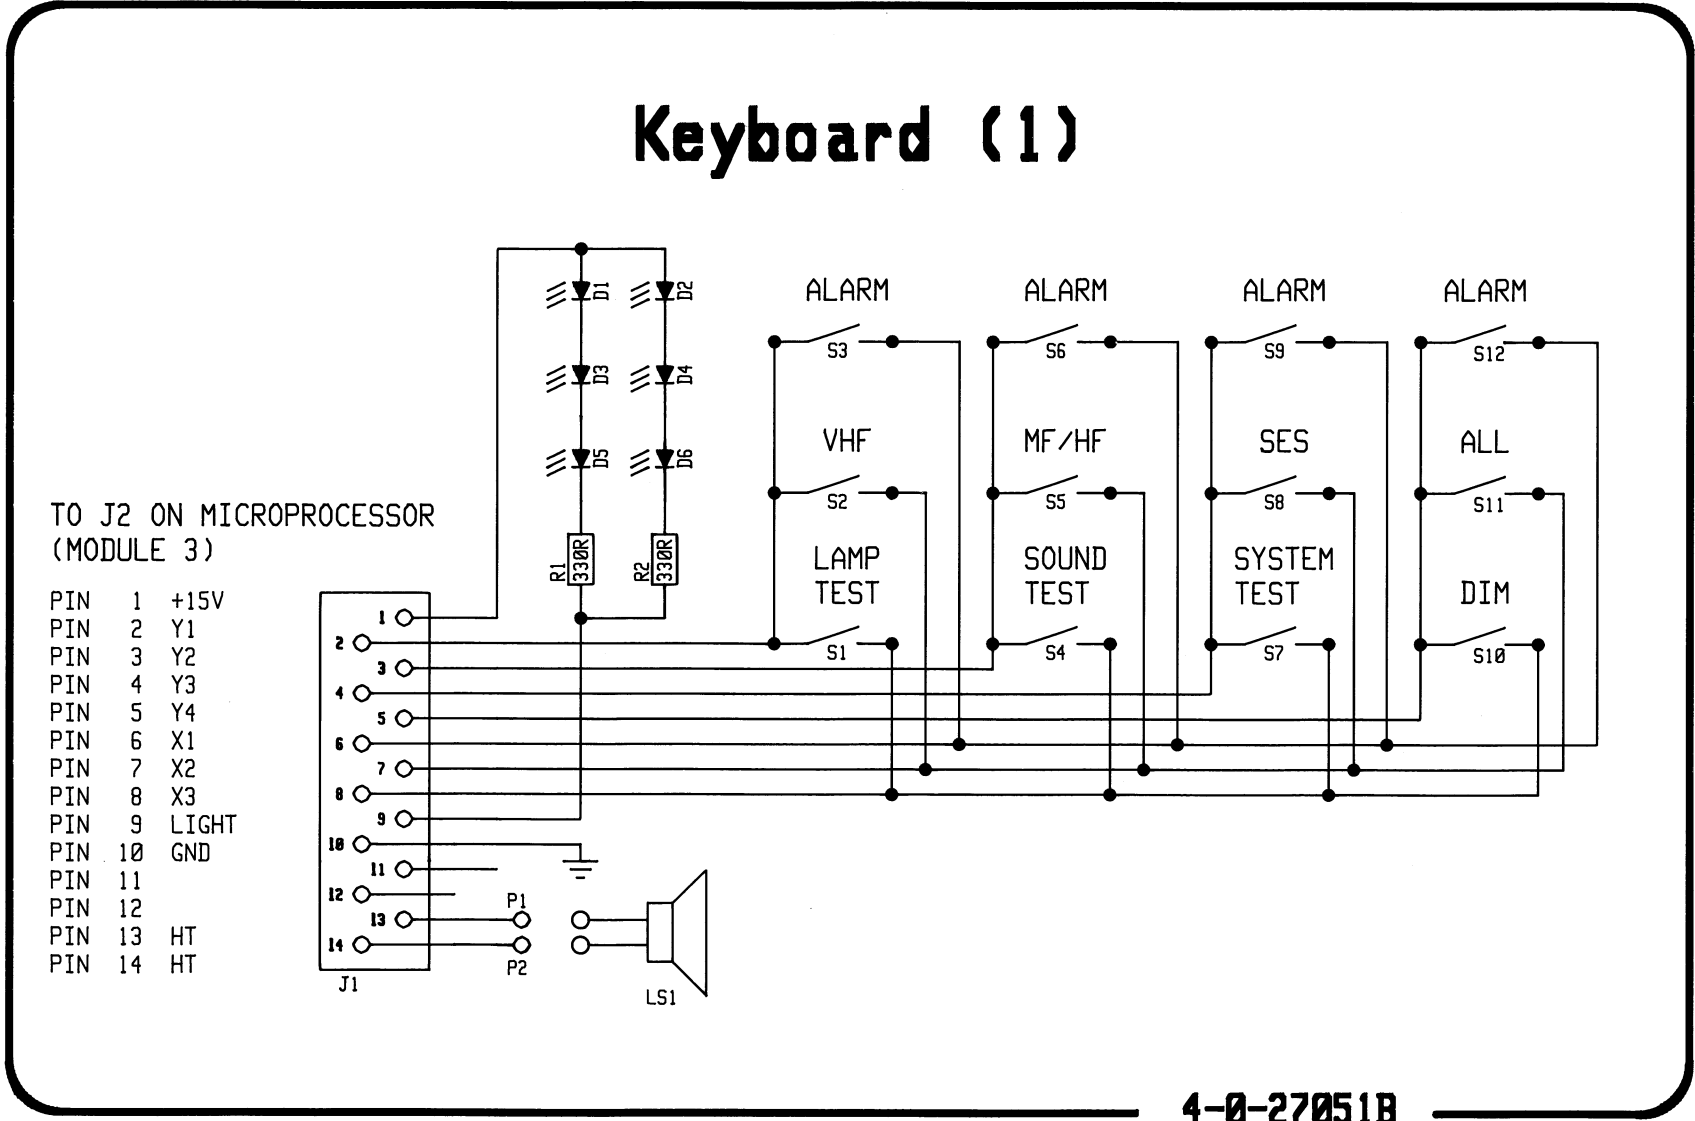 Keyboard (1)
D1
D2
D3
D4
D5
D6
R1
330R
R2
330R
ALARM
ALARM
ALARM
ALARM
S3
S6
S9
S12
VHF
MF/HF
SES
ALL
S2
S5
S8
S11
LAMP
TEST
SOUND
TEST
SYSTEM
TEST
DIM
S1
S4
S7
S10
TO J2 ON MICROPROCESSOR
(MODULE 3)
PIN 1 +15V
PIN 2 Y1
PIN 3 Y2
PIN 4 Y3
PIN 5 Y4
PIN 6 X1
PIN 7 X2
PIN 8 X3
PIN 9 LIGHT
PIN 10 GND
PIN 11
PIN 12
PIN 13 HT
PIN 14 HT
1
2
3
4
5
6
7
8
9
10
11
12
13
14
J1
P1
P2
LS1
4-0-27051B